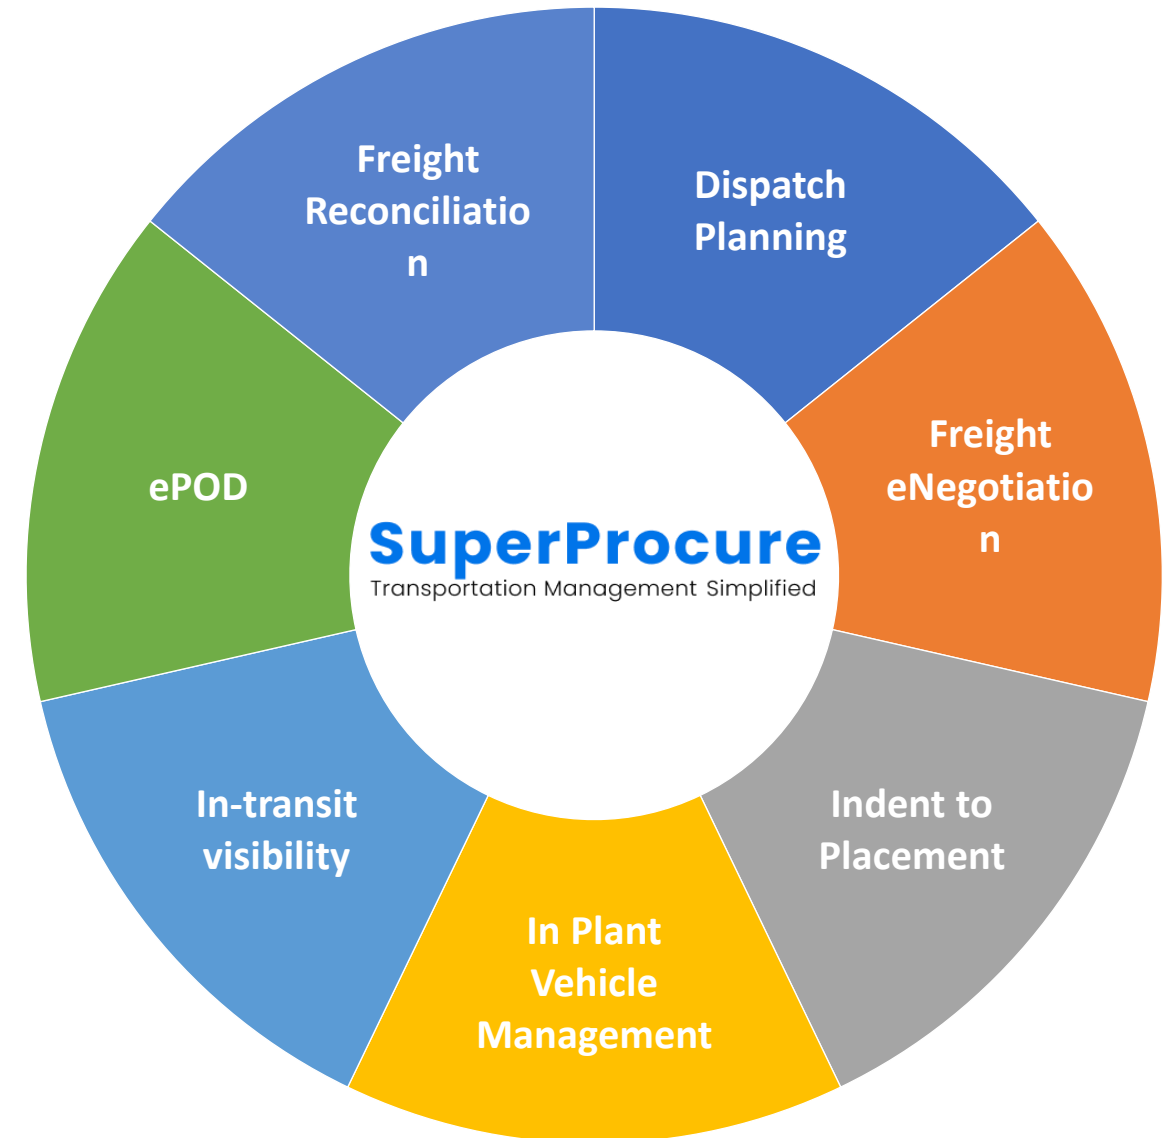 Freight
Reconciliatio
n
Dispatch
Planning
Freight
eNegotiatio
n
ePOD
SuperProcure
Transportation Management Simplified
In-transit
visibility
Indent to
Placement
In Plant
Vehicle
Management